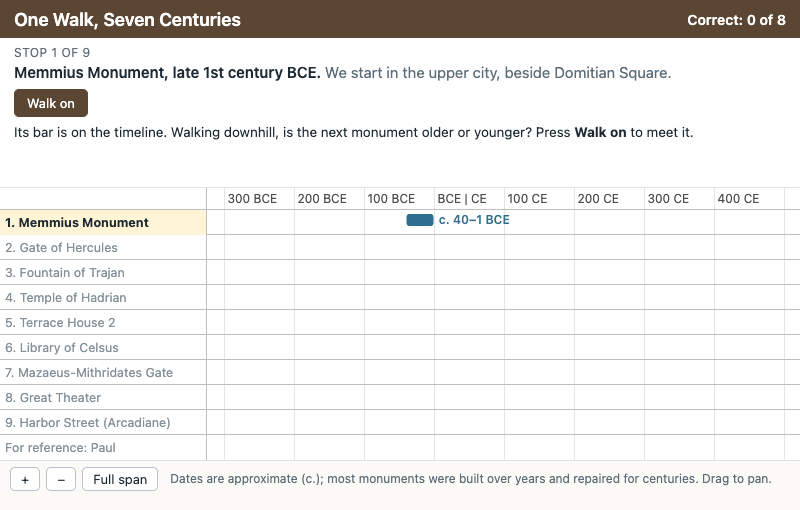 One Walk, Seven Centuries
Correct: 0 of 8
STOP 1 OF 9
Memmius Monument, late 1st century BCE. We start in the upper city, beside Domitian Square.
Walk on
Its bar is on the timeline. Walking downhill, is the next monument older or younger? Press Walk on to meet it.
300 BCE 200 BCE 100 BCE BCE | CE 100 CE 200 CE 300 CE 400 CE
1. Memmius Monument c. 40–1 BCE
2. Gate of Hercules
3. Fountain of Trajan
4. Temple of Hadrian
5. Terrace House 2
6. Library of Celsus
7. Mazaeus-Mithridates Gate
8. Great Theater
9. Harbor Street (Arcadiane)
For reference: Paul
+ – Full span Dates are approximate (c.); most monuments were built over years and repaired for centuries. Drag to pan.